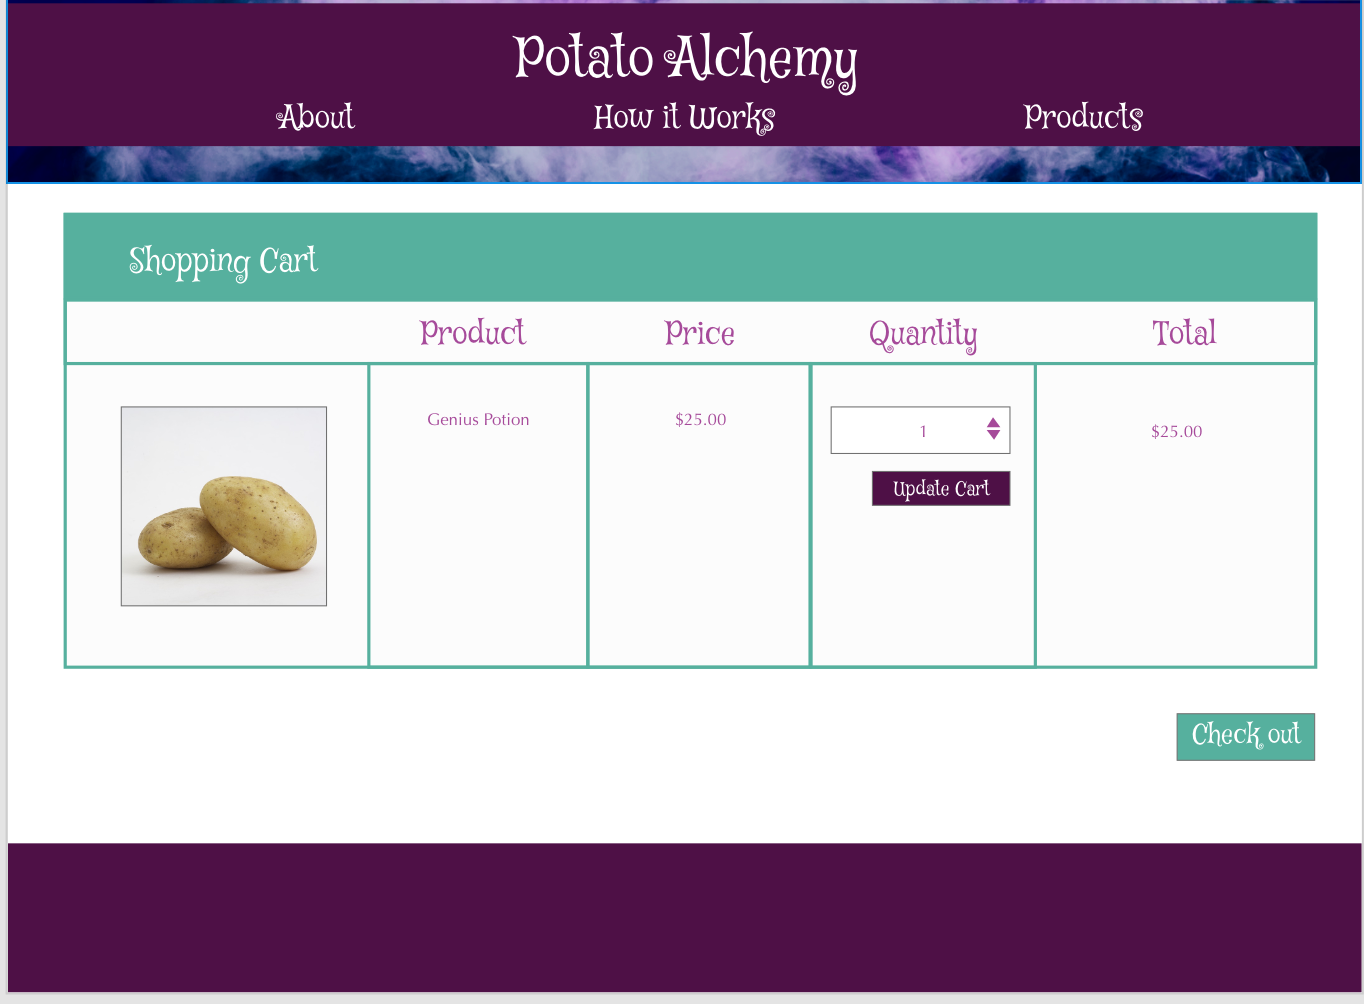 Potato Alchemy
About How it Works Products
Shopping Cart
Product Price Quantity Total
Genius Potion $25.00 1 $25.00
Update Cart
Check out